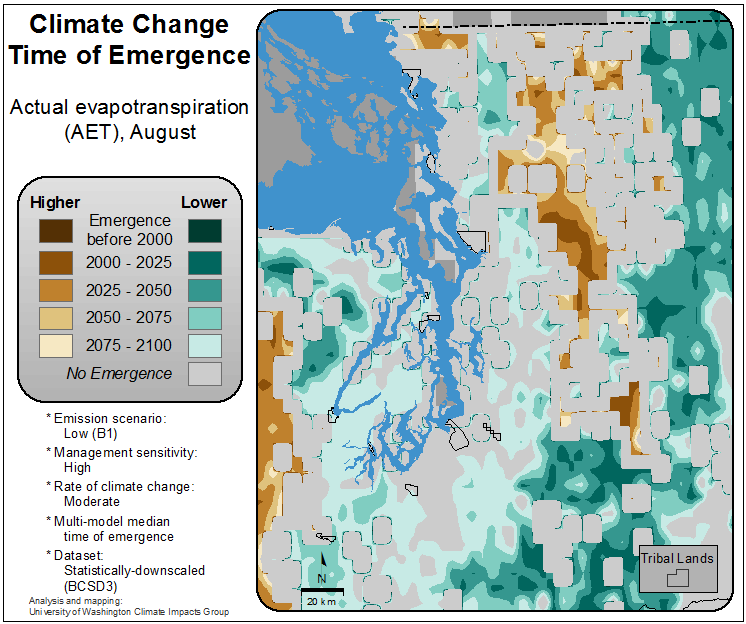 Climate Change
Time of Emergence
Actual evapotranspiration
(AET), August
Higher Lower
Emergence
before 2000
2000 - 2025
2025 - 2050
2050 - 2075
2075 - 2100
No Emergence
* Emission scenario:
Low (B1)
* Management sensitivity:
High
* Rate of climate change:
Moderate
* Multi-model median
time of emergence
* Dataset:
Statistically-downscaled
(BCSD3)
Analysis and mapping:
University of Washington Climate Impacts Group
N
20 km
Tribal Lands